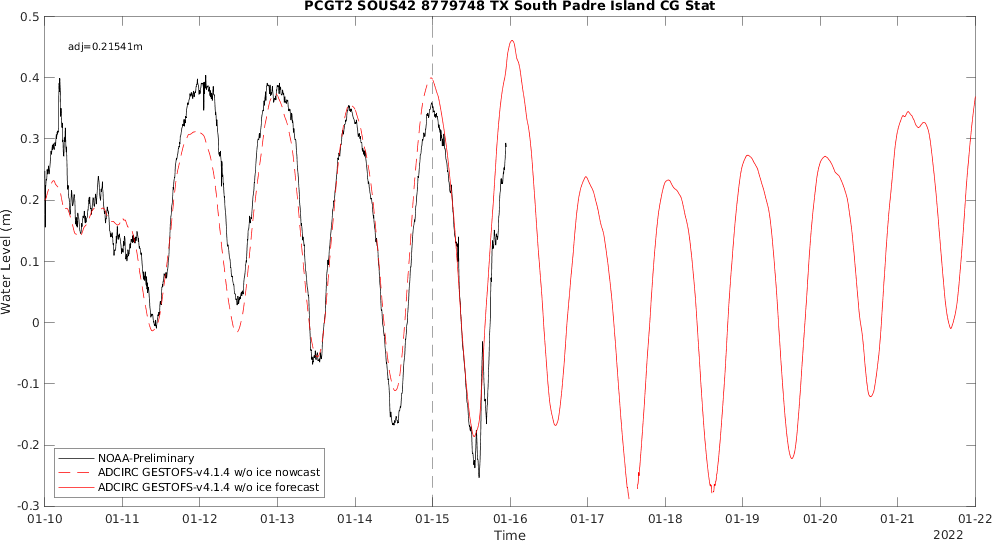 PCGT2 SOUS42 8779748 TX South Padre Island CG Stat
adj=0.21541m
0.5
0.4
0.3
0.2
0.1
0
-0.1
-0.2
-0.3
Water Level (m)
NOAA-Preliminary
ADCIRC GESTOFS-v4.1.4 w/o ice nowcast
ADCIRC GESTOFS-v4.1.4 w/o ice forecast
01-10 01-11 01-12 01-13 01-14 01-15 01-16 01-17 01-18 01-19 01-20 01-21 01-22
Time
2022